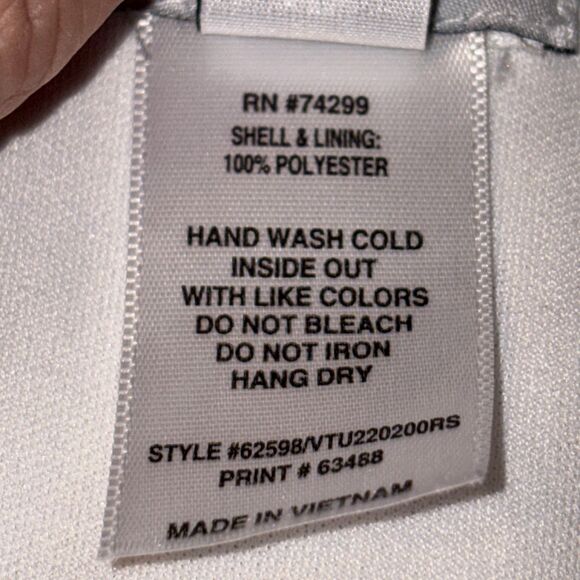 RN #74299
SHELL & LINING:
100% POLYESTER
HAND WASH COLD
INSIDE OUT
WITH LIKE COLORS
DO NOT BLEACH
DO NOT IRON
HANG DRY
STYLE #62598/VTU220200RS
PRINT # 63488
MADE IN VIETNAM